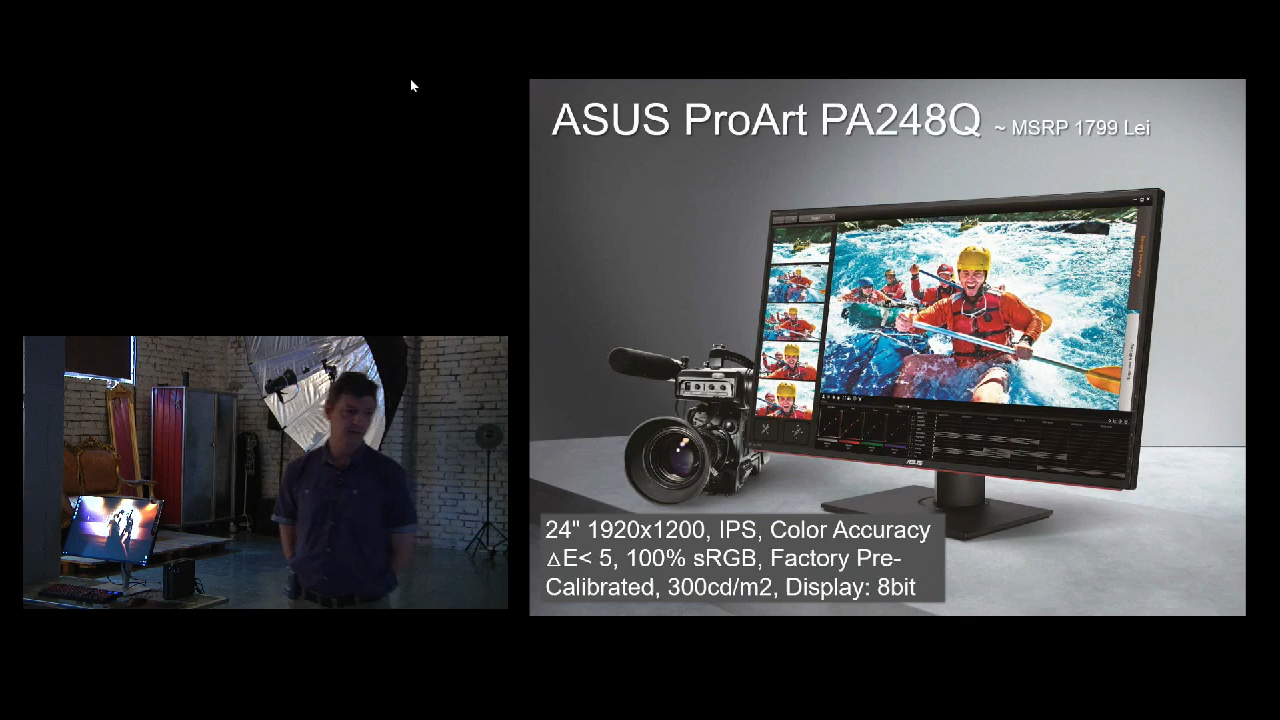 ASUS ProArt PA248Q ~ MSRP 1799 Lei
ASUS
24" 1920x1200, IPS, Color Accuracy
△E< 5, 100% sRGB, Factory Pre-
Calibrated, 300cd/m2, Display: 8bit